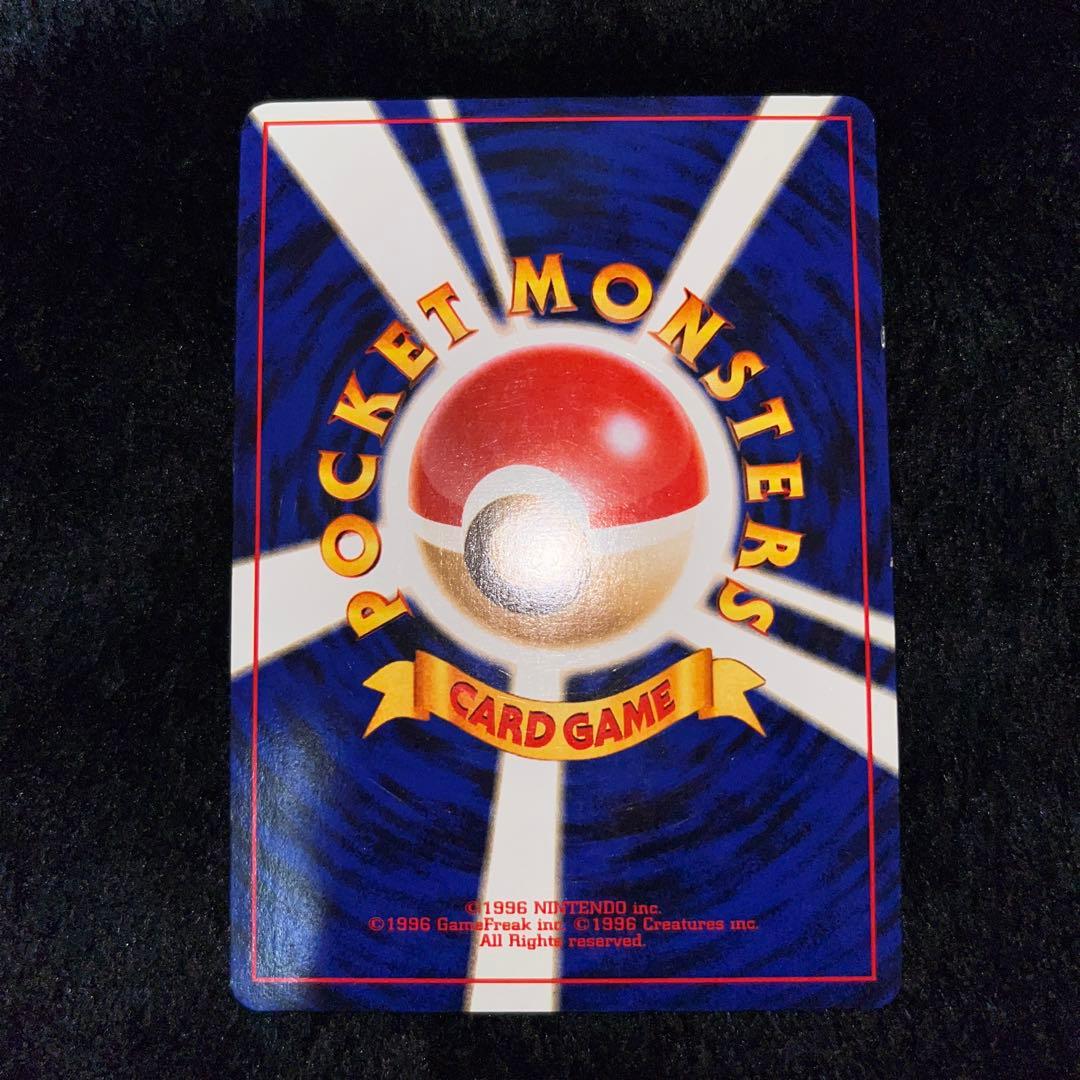 POCKET MONSTERS
CARD GAME
©1996 NINTENDO inc.
©1996 GameFreak inc. ©1996 Creatures inc.
All Rights reserved.